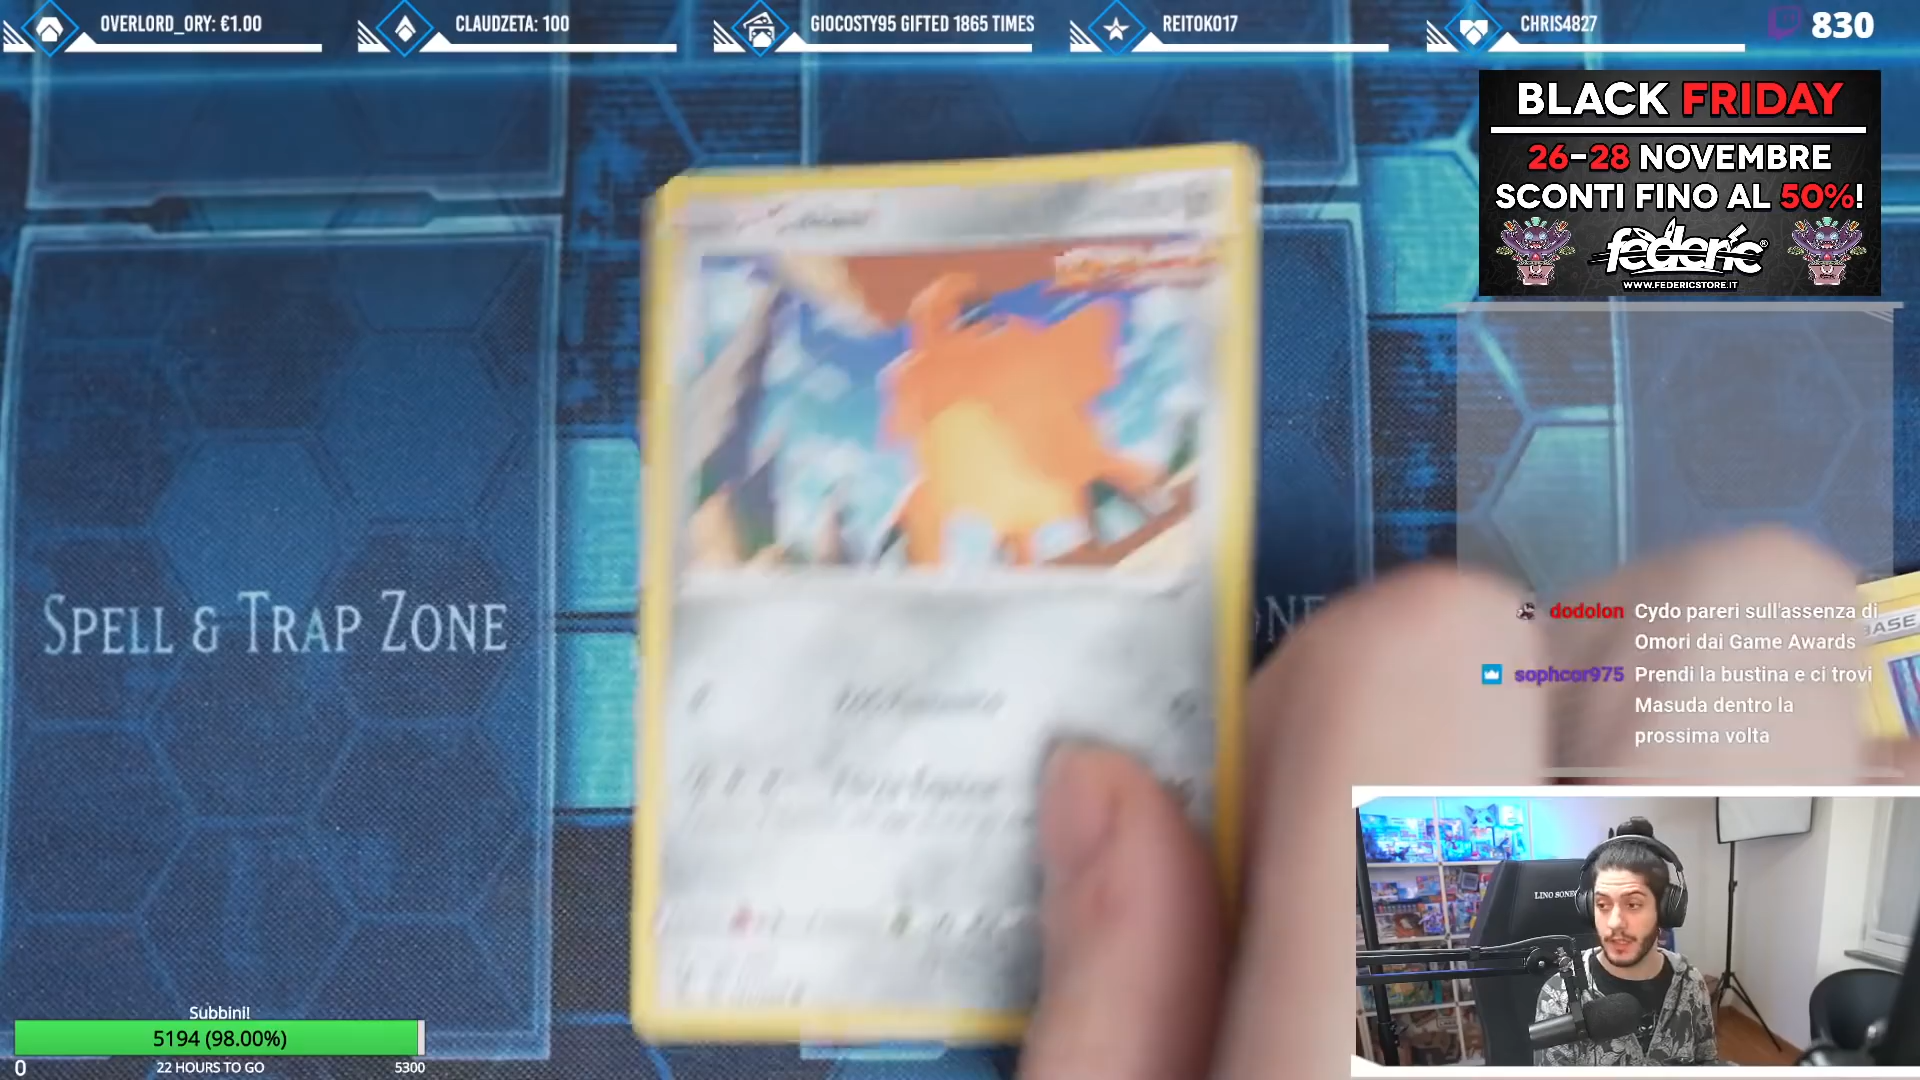 OVERLORD_ORY: €1.00
CLAUDZETA: 100
GIOCOSTY95 GIFTED 1865 TIMES
REITOKO17
CHRIS4827
830
BLACK FRIDAY
26-28 NOVEMBRE
SCONTI FINO AL 50%!
federic®
WWW.FEDERICSTORE.IT
SPELL & TRAP ZONE
BASE
dodolon Cydo pareri sull'assenza di
Omori dai Game Awards
sophcor975 Prendi la bustina e ci trovi
Masuda dentro la
prossima volta
Subbini!
5194 (98.00%)
0 22 HOURS TO GO 5300